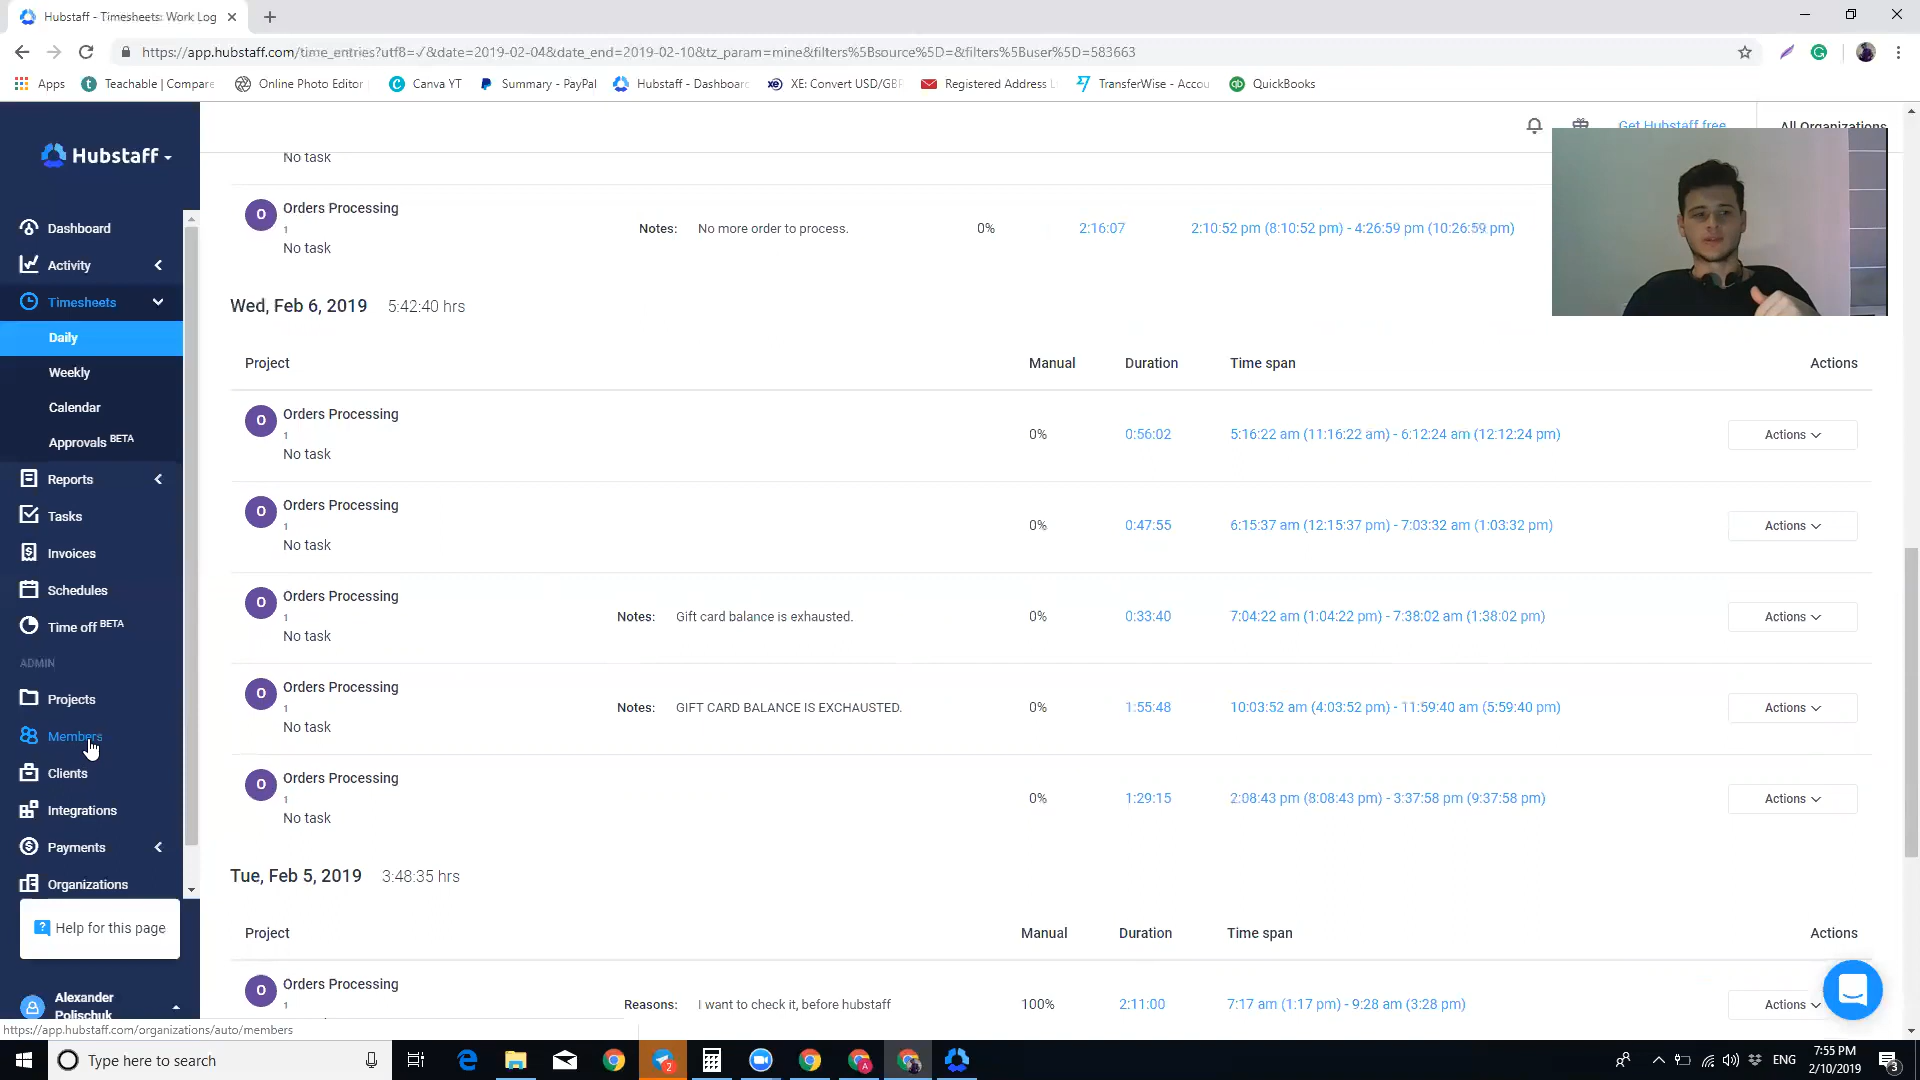 Hubstaff - Timesheets: Work Log
https://app.hubstaff.com/time_entries?utf8=✓&date=2019-02-04&date_end=2019-02-10&tz_param=mine&filters%5Bsource%5D=&filters%5Buser%5D=583663
Apps Teachable | Compare Online Photo Editor Canva YT Summary - PayPal Hubstaff - Dashboard XE: Convert USD/GBP Registered Address TransferWise - Accou QuickBooks
Get Hubstaff free All Organizations
Hubstaff
Dashboard
Activity
Timesheets
Daily
Weekly
Calendar
Approvals BETA
Reports
Tasks
Invoices
Schedules
Time off BETA
ADMIN
Projects
Members
Clients
Integrations
Payments
Organizations
? Help for this page
Alexander
Polischuk
No task
O Orders Processing
1
No task
Notes: No more order to process. 0% 2:16:07 2:10:52 pm (8:10:52 pm) - 4:26:59 pm (10:26:59 pm)
Wed, Feb 6, 2019 5:42:40 hrs
Project Manual Duration Time span Actions
O Orders Processing
1
No task
0% 0:56:02 5:16:22 am (11:16:22 am) - 6:12:24 am (12:12:24 pm) Actions
O Orders Processing
1
No task
0% 0:47:55 6:15:37 am (12:15:37 pm) - 7:03:32 am (1:03:32 pm) Actions
O Orders Processing
1
No task
Notes: Gift card balance is exhausted. 0% 0:33:40 7:04:22 am (1:04:22 pm) - 7:38:02 am (1:38:02 pm) Actions
O Orders Processing
1
No task
Notes: GIFT CARD BALANCE IS EXCHAUSTED. 0% 1:55:48 10:03:52 am (4:03:52 pm) - 11:59:40 am (5:59:40 pm) Actions
O Orders Processing
1
No task
0% 1:29:15 2:08:43 pm (8:08:43 pm) - 3:37:58 pm (9:37:58 pm) Actions
Tue, Feb 5, 2019 3:48:35 hrs
Project Manual Duration Time span Actions
O Orders Processing
1
Reasons: I want to check it, before hubstaff 100% 2:11:00 7:17 am (1:17 pm) - 9:28 am (3:28 pm) Actions
https://app.hubstaff.com/organizations/auto/members
Type here to search
2
A
ENG
7:55 PM
2/10/2019
3